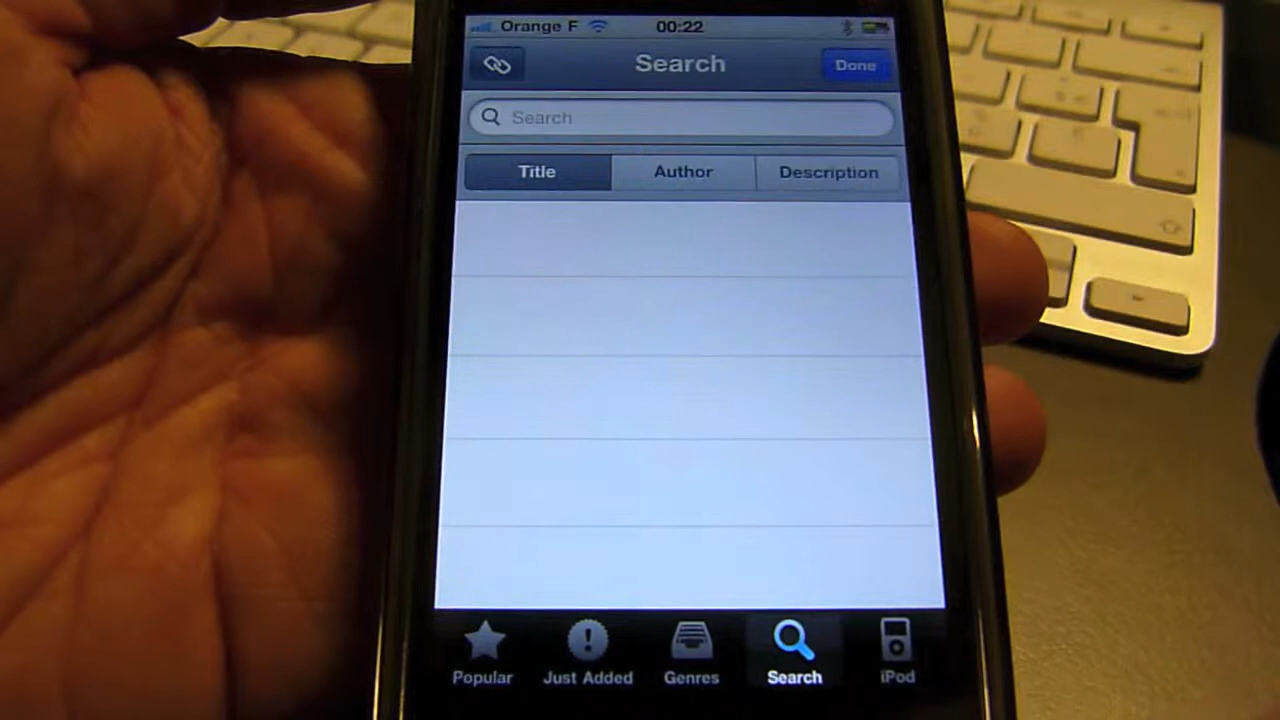 Orange F 00:22
Search Done
Search
Title Author Description
Popular Just Added Genres Search iPod